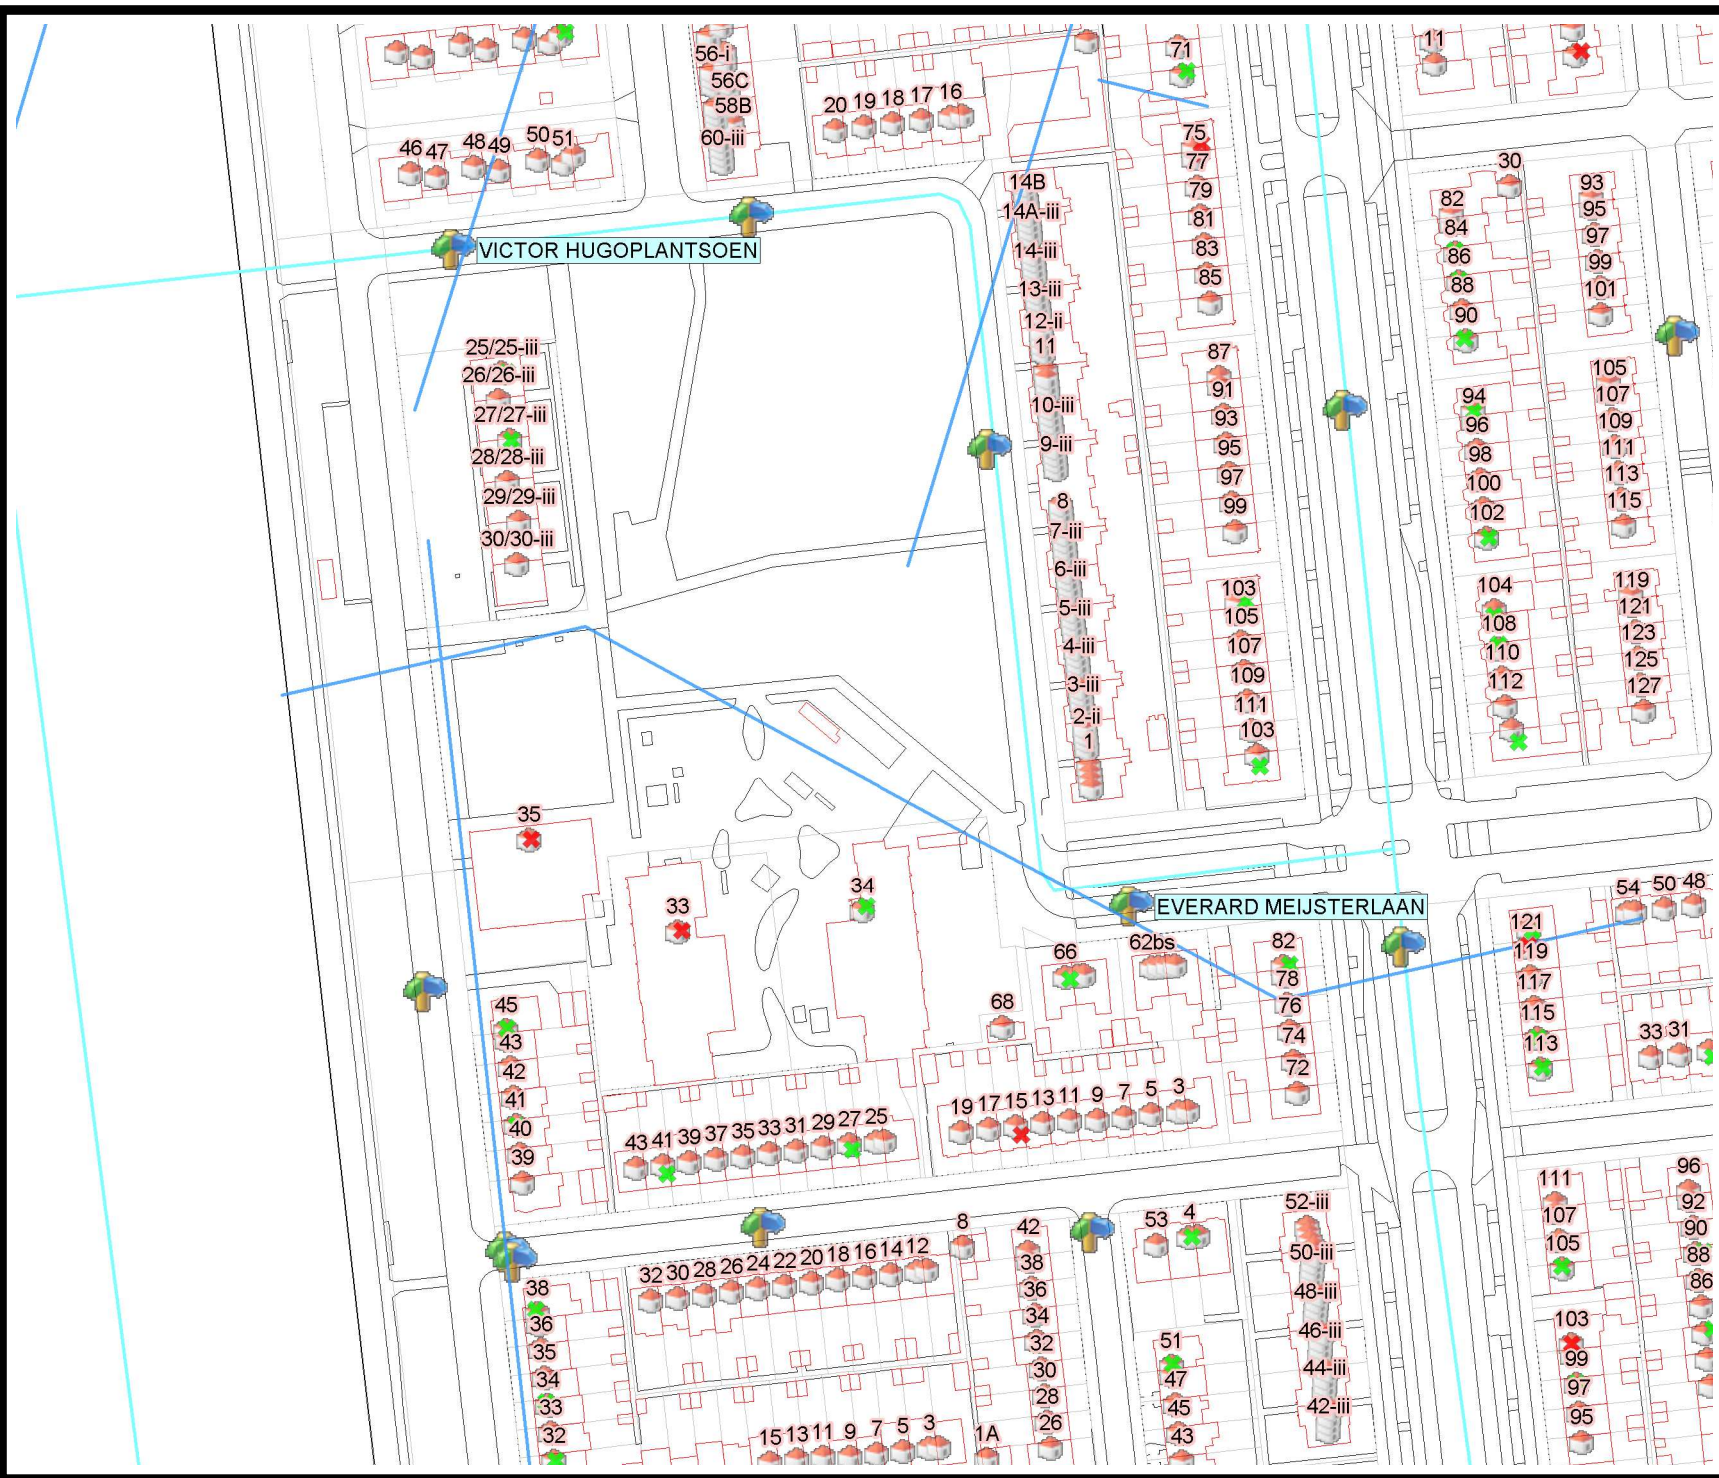 56-i
56C
58B
60-iii
20 19 18 17 16
71
11
46 47 48 49 50 51
75
77
79
81
83
85
30
82
84
86
88
90
93
95
97
99
101
14B
14A-iii
14-iii
13-iii
12-ii
11
10-iii
9-iii
VICTOR HUGOPLANTSOEN
25/25-iii
26/26-iii
27/27-iii
28/28-iii
29/29-iii
30/30-iii
87
91
93
95
97
99
94
96
98
100
102
105
107
109
111
113
115
8
7-iii
6-iii
5-iii
4-iii
3-iii
2-ii
1
103
105
107
109
111
103
104
108
110
112
119
121
123
125
127
35
33
34
EVERARD MEIJSTERLAAN
66
62bs
68
82
78
76
74
72
54 50 48
121
119
117
115
113
33 31
45
43
42
41
40
39
43 41 39 37 35 33 31 29 27 25
19 17 15 13 11 9 7 5 3
111
107
105
96
92
90
88
86
103
99
97
95
38
36
35
34
33
32
32 30 28 26 24 22 20 18 16 14 12
8
42
38
36
34
32
30
28
26
53 4
52-iii
50-iii
48-iii
46-iii
44-iii
42-iii
51
47
45
43
15 13 11 9 7 5 3
1A